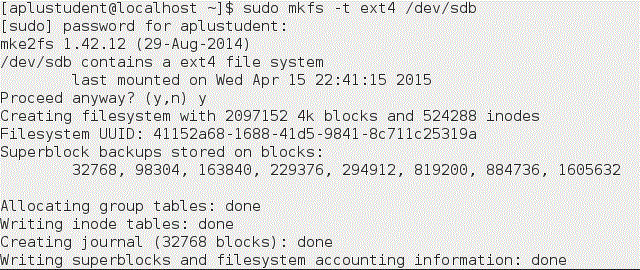 [aplustudent@localhost ~]$ sudo mkfs -t ext4 /dev/sdb
[sudo] password for aplustudent:
mke2fs 1.42.12 (29-Aug-2014)
/dev/sdb contains a ext4 file system
        last mounted on Wed Apr 15 22:41:15 2015
Proceed anyway? (y,n) y
Creating filesystem with 2097152 4k blocks and 524288 inodes
Filesystem UUID: 41152a68-1688-41d5-9841-8c711c25319a
Superblock backups stored on blocks:
        32768, 98304, 163840, 229376, 294912, 819200, 884736, 1605632

Allocating group tables: done
Writing inode tables: done
Creating journal (32768 blocks): done
Writing superblocks and filesystem accounting information: done